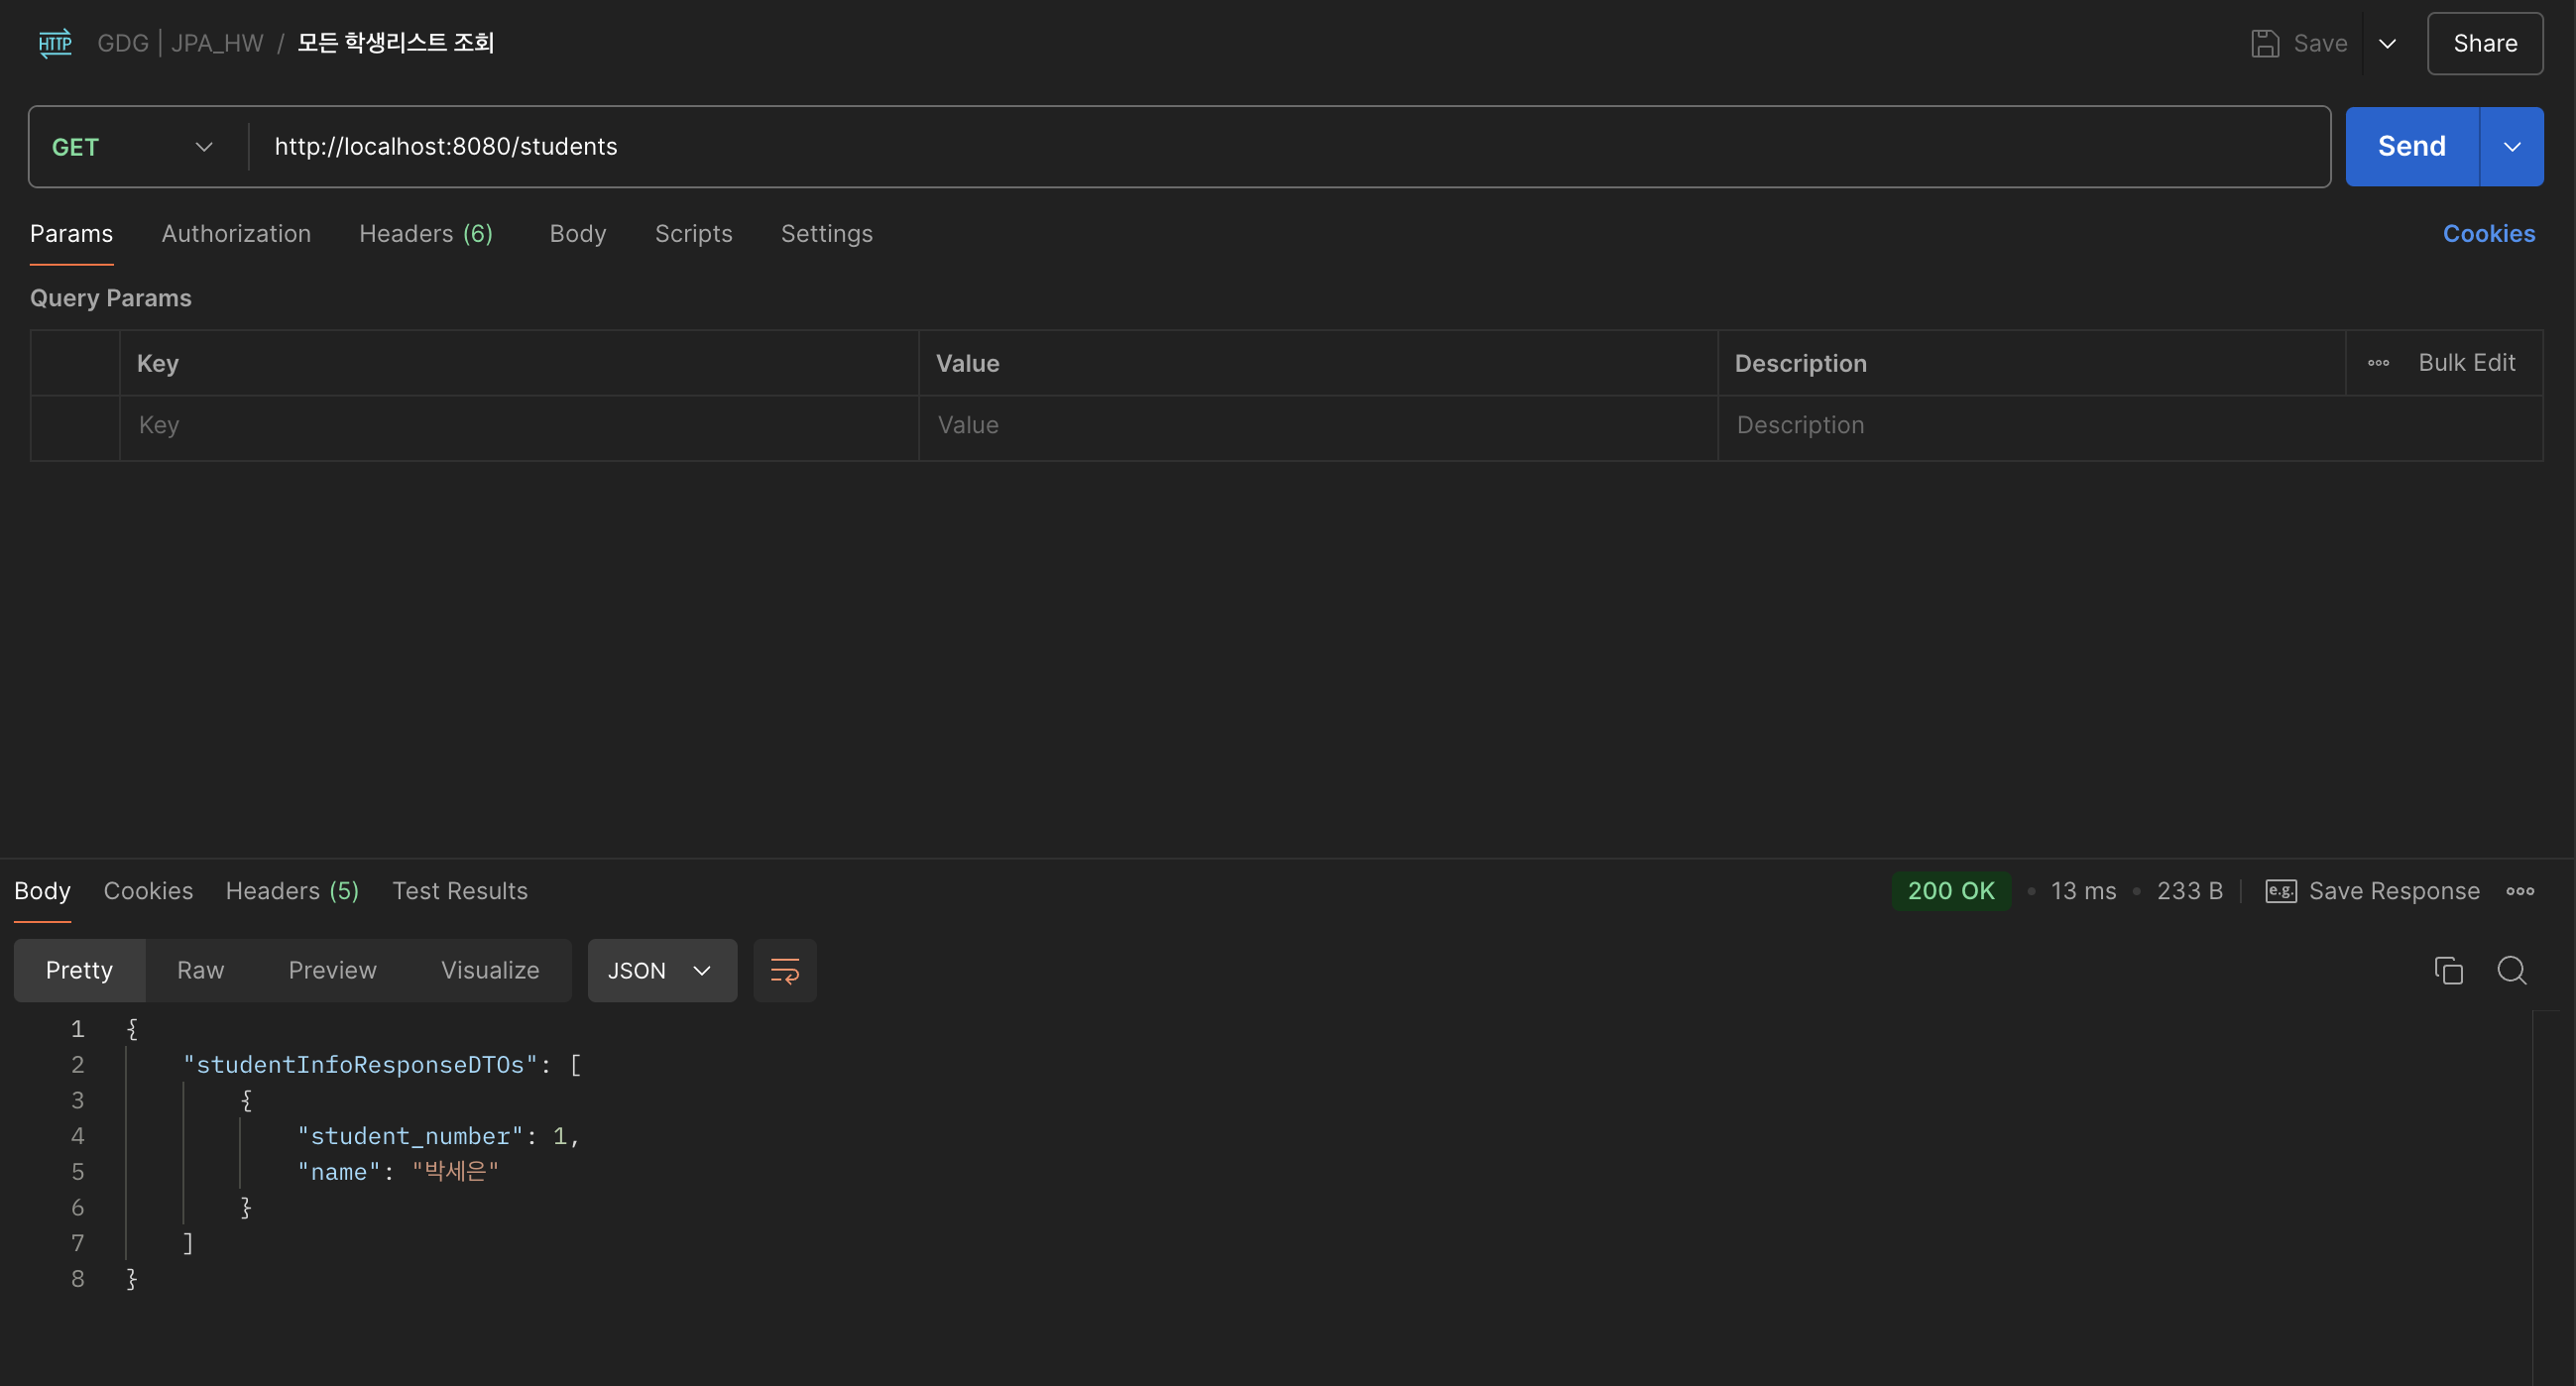 HTTP GDG | JPA_HW / 모든 학생리스트 조회 Save Share
GET http://localhost:8080/students Send
Params Authorization Headers (6) Body Scripts Settings Cookies
Query Params
Key Value Description Bulk Edit
Key Value Description
Body Cookies Headers (5) Test Results 200 OK • 13 ms • 233 B e.g. Save Response
Pretty Raw Preview Visualize JSON
1 {
2 "studentInfoResponseDTOs": [
3 {
4 "student_number": 1,
5 "name": "박세은"
6 }
7 ]
8 }